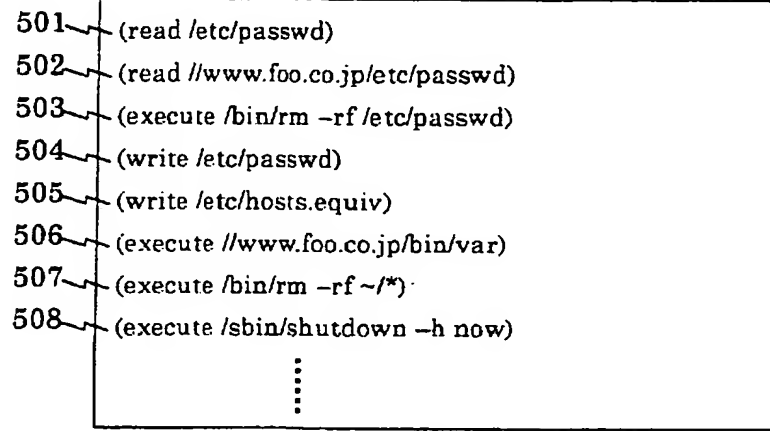 501 (read /etc/passwd)
502 (read //www.foo.co.jp/etc/passwd)
503 (execute /bin/rm –rf /etc/passwd)
504 (write /etc/passwd)
505 (write /etc/hosts.equiv)
506 (execute //www.foo.co.jp/bin/var)
507 (execute /bin/rm –rf ~/*)
508 (execute /sbin/shutdown –h now)